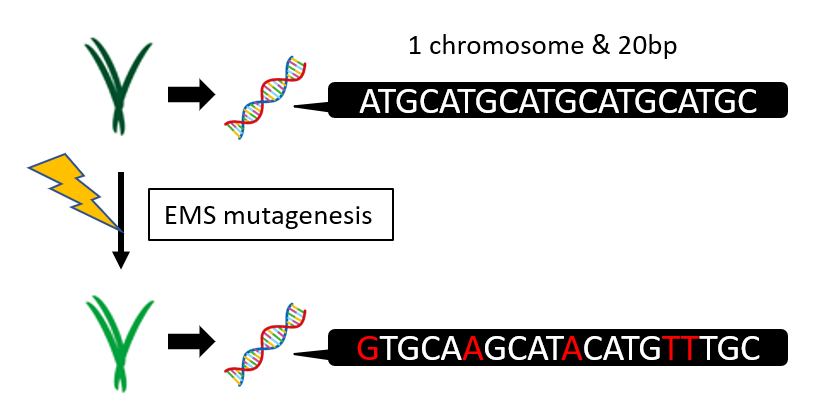 1 chromosome & 20bp
ATGCATGCATGCATGCATGC
EMS mutagenesis
GTGCAAGCATACATGTTTGC